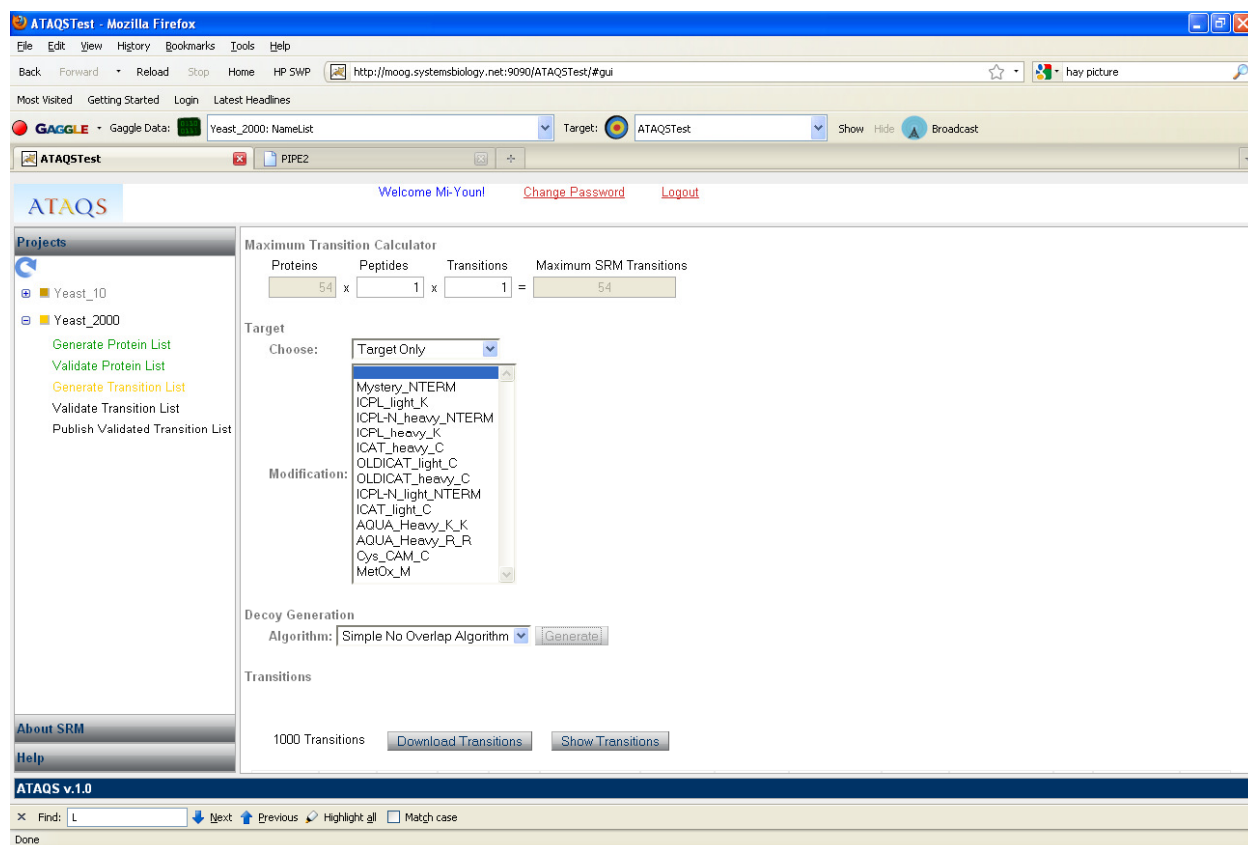 ATAQSTest - Mozilla Firefox
File Edit View History Bookmarks Tools Help
Back Forward Reload Stop Home HP SWP http://moog.systemsbiology.net:9090/ATAQSTest/#gui hay picture
Most Visited Getting Started Login Latest Headlines
GAGGLE Gaggle Data: Yeast_2000: NameList Target: ATAQSTest Show Hide Broadcast
ATAQSTest PIPE2
ATAQS Welcome Mi-Youn! Change Password Logout
Projects
Maximum Transition Calculator
Proteins Peptides Transitions Maximum SRM Transitions
54 x 1 x 1 = 54
Yeast_10
Yeast_2000
Generate Protein List
Validate Protein List
Generate Transition List
Validate Transition List
Publish Validated Transition List
Target
Choose: Target Only
Modification:
Mystery_NTERM
ICPL_light_K
ICPL-N_heavy_NTERM
ICPL_heavy_K
ICAT_heavy_C
OLDICAT_light_C
OLDICAT_heavy_C
ICPL-N_light_NTERM
ICAT_light_C
AQUA_Heavy_K_K
AQUA_Heavy_R_R
Cys_CAM_C
MetOx_M
Decoy Generation
Algorithm: Simple No Overlap Algorithm Generate
Transitions
1000 Transitions Download Transitions Show Transitions
About SRM
Help
ATAQS v.1.0
Find: L Next Previous Highlight all Match case
Done